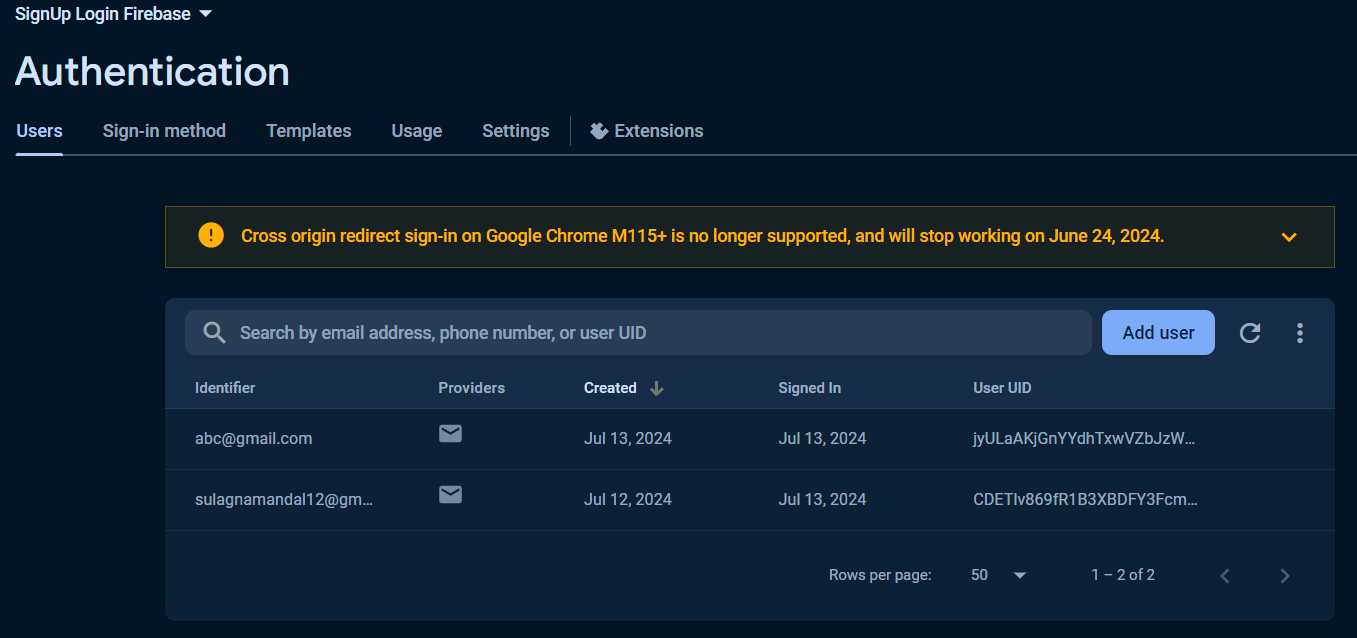 SignUp Login Firebase
Authentication
Users Sign-in method Templates Usage Settings Extensions
Cross origin redirect sign-in on Google Chrome M115+ is no longer supported, and will stop working on June 24, 2024.
Search by email address, phone number, or user UID Add user
Identifier Providers Created Signed In User UID
abc@gmail.com Jul 13, 2024 Jul 13, 2024 jyULaAKjGnYYdhTxwVZbJzW...
sulagnamandal12@gm... Jul 12, 2024 Jul 13, 2024 CDETlv869fR1B3XBDFY3Fcm...
Rows per page: 50 1 – 2 of 2